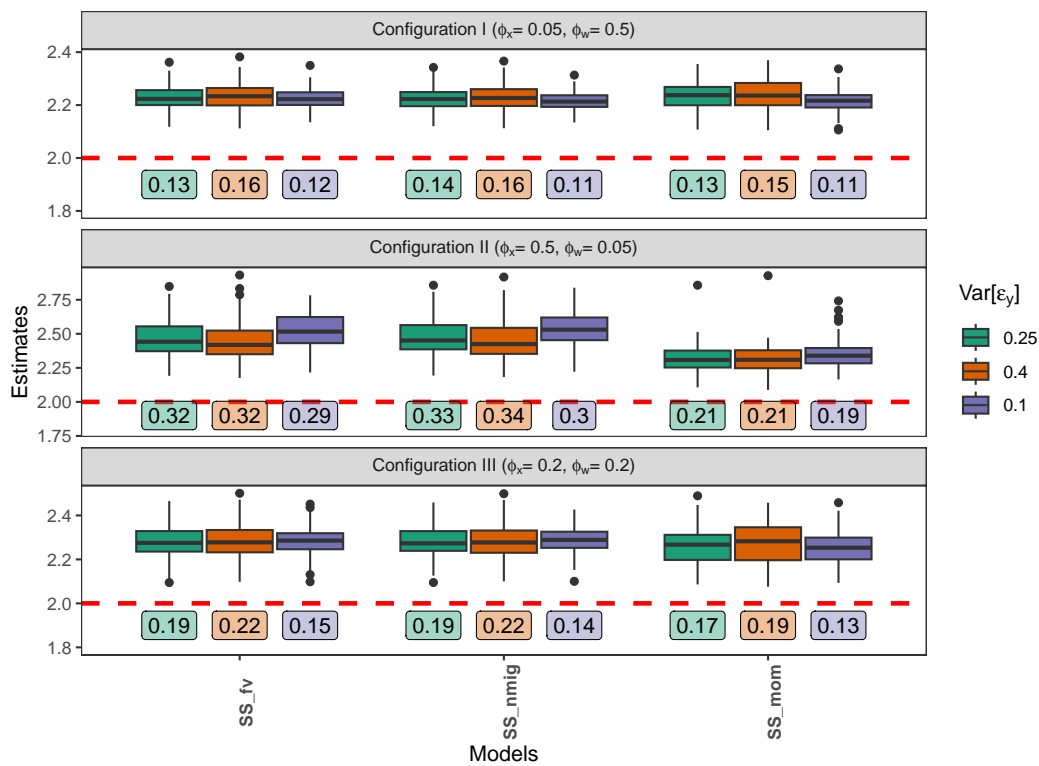 Configuration I (ϕx= 0.05, ϕw= 0.5)
2.4
2.2
2.0
1.8
0.13 0.16 0.12 0.14 0.16 0.11 0.13 0.15 0.11
Configuration II (ϕx= 0.5, ϕw= 0.05)
2.75
2.50
2.25
2.00
1.75
0.32 0.32 0.29 0.33 0.34 0.3 0.21 0.21 0.19
Configuration III (ϕx= 0.2, ϕw= 0.2)
2.4
2.2
2.0
1.8
0.19 0.22 0.15 0.19 0.22 0.14 0.17 0.19 0.13
Estimates
SS_fv
SS_nmig
SS_mom
Models
Var[εy]
0.25
0.4
0.1